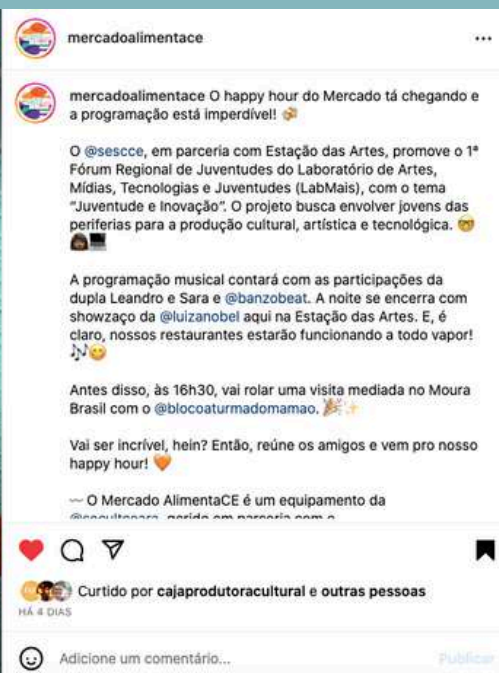 mercadoalimentace
mercadoalimentace O happy hour do Mercado tá chegando e
a programação está imperdível! 🍻
O @sescce, em parceria com Estação das Artes, promove o 1º
Fórum Regional de Juventudes do Laboratório de Artes,
Mídias, Tecnologias e Juventudes (LabMais), com o tema
"Juventude e Inovação". O projeto busca envolver jovens das
periferias para a produção cultural, artística e tecnológica. 🤓
👩🏾‍💻
A programação musical contará com as participações da
dupla Leandro e Sara e @banzobeat. A noite se encerra com
showzaço da @luizanobel aqui na Estação das Artes. E, é
claro, nossos restaurantes estarão funcionando a todo vapor!
🎶😋
Antes disso, às 16h30, vai rolar uma visita mediada no Moura
Brasil com o @blocoaturmadomamao. 🎉✨
Vai ser incrível, hein? Então, reúne os amigos e vem pro nosso
happy hour! 🧡
〰 O Mercado AlimentaCE é um equipamento da
@secultceara, gerido em parceria com o
Curtido por cajaprodutoracultural e outras pessoas
HÁ 4 DIAS
Adicione um comentário...
Publicar